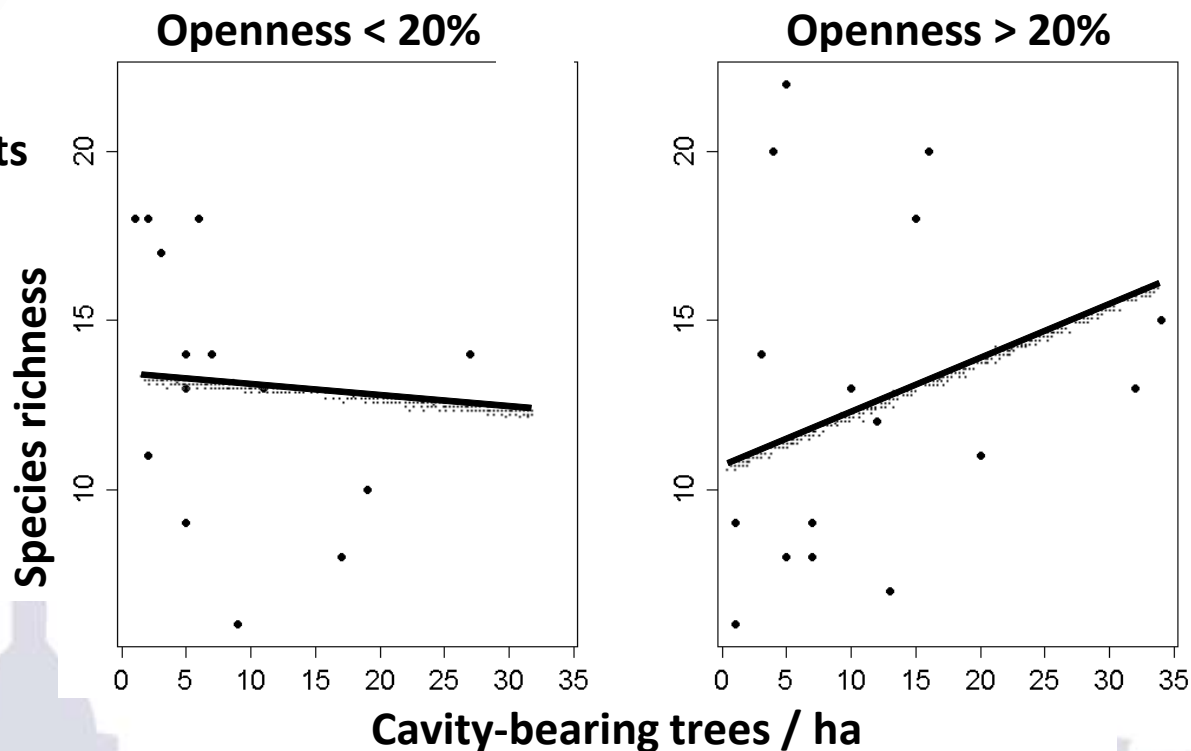 Openness < 20%
Openness > 20%
ts
Species richness
20
15
10
0 5 10 15 20 25 30 35
20
15
10
0 5 10 15 20 25 30 35
Cavity-bearing trees / ha